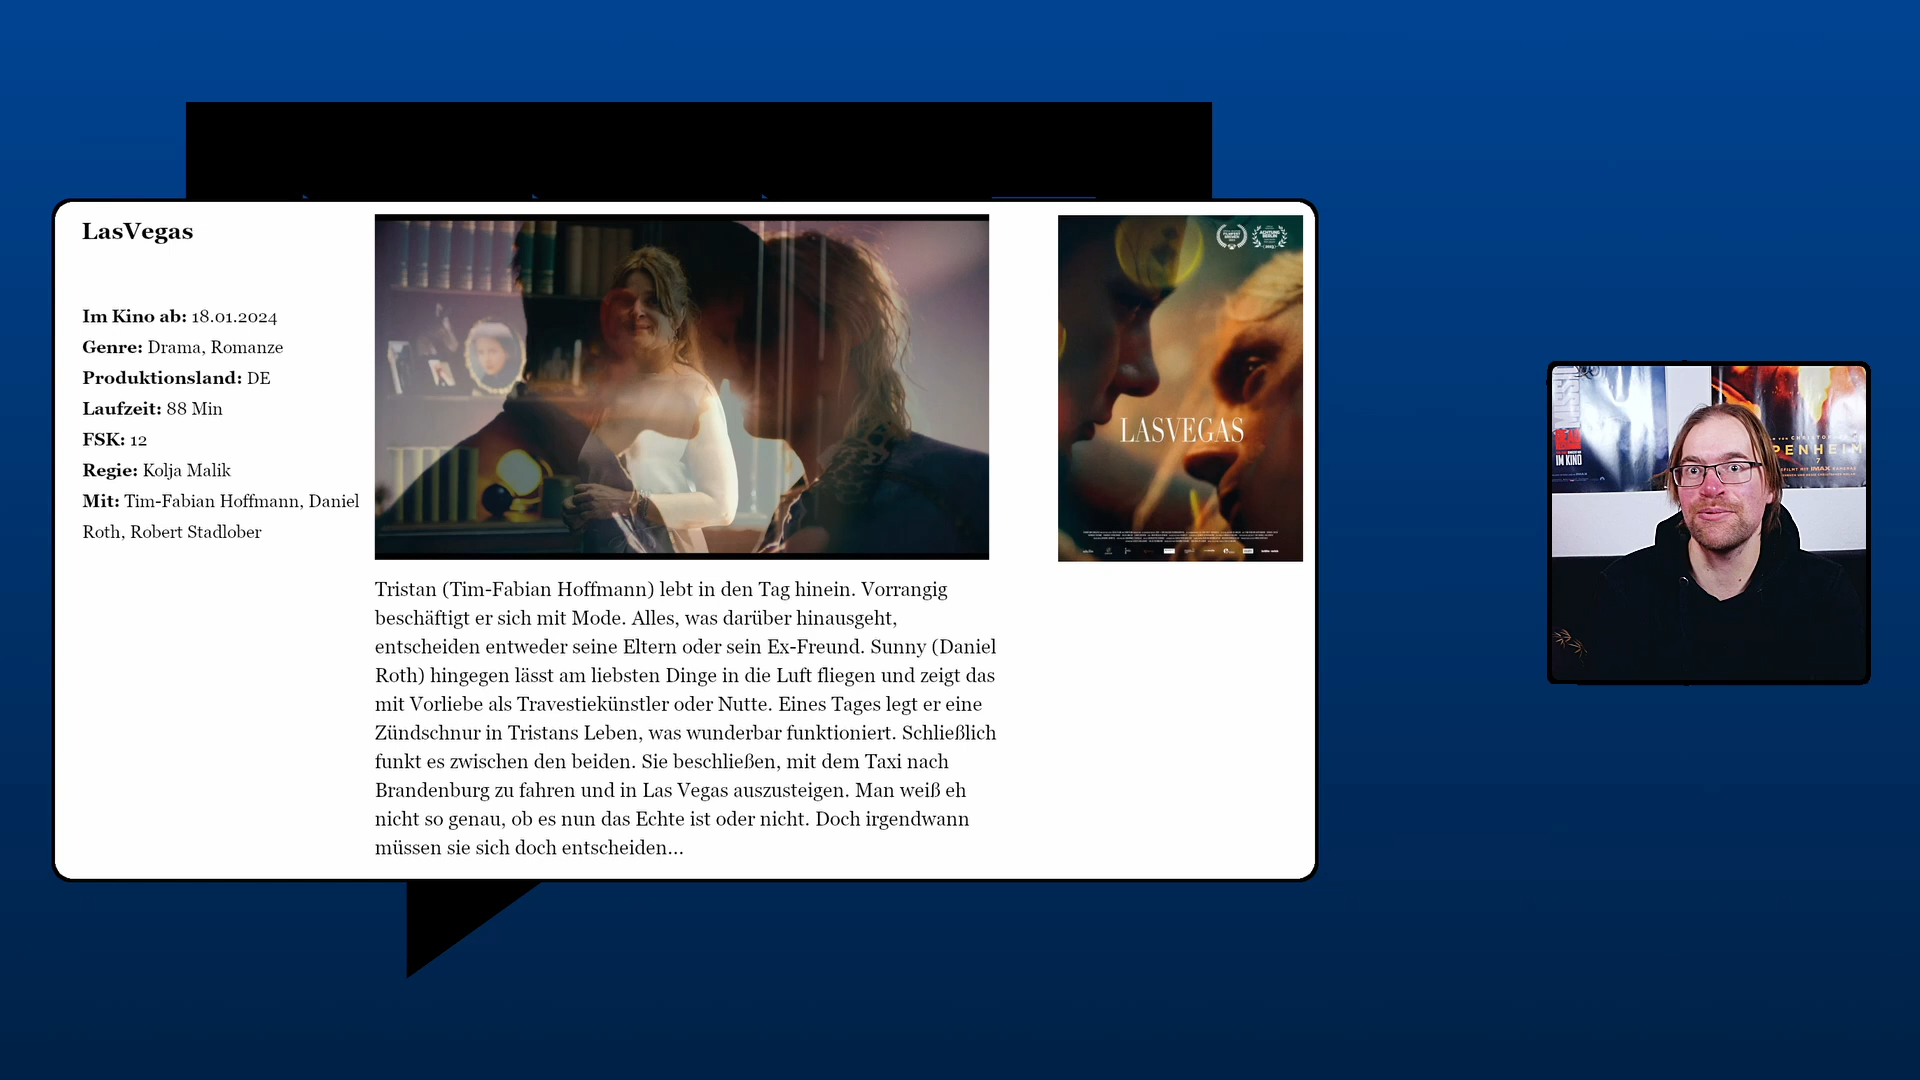 LasVegas
Im Kino ab: 18.01.2024
Genre: Drama, Romanze
Produktionsland: DE
Laufzeit: 88 Min
FSK: 12
Regie: Kolja Malik
Mit: Tim-Fabian Hoffmann, Daniel
Roth, Robert Stadlober
Tristan (Tim-Fabian Hoffmann) lebt in den Tag hinein. Vorrangig
beschäftigt er sich mit Mode. Alles, was darüber hinausgeht,
entscheiden entweder seine Eltern oder sein Ex-Freund. Sunny (Daniel
Roth) hingegen lässt am liebsten Dinge in die Luft fliegen und zeigt das
mit Vorliebe als Travestiekünstler oder Nutte. Eines Tages legt er eine
Zündschnur in Tristans Leben, was wunderbar funktioniert. Schließlich
funkt es zwischen den beiden. Sie beschließen, mit dem Taxi nach
Brandenburg zu fahren und in Las Vegas auszusteigen. Man weiß eh
nicht so genau, ob es nun das Echte ist oder nicht. Doch irgendwann
müssen sie sich doch entscheiden...
LASVEGAS
IM KINO
PENHEIM